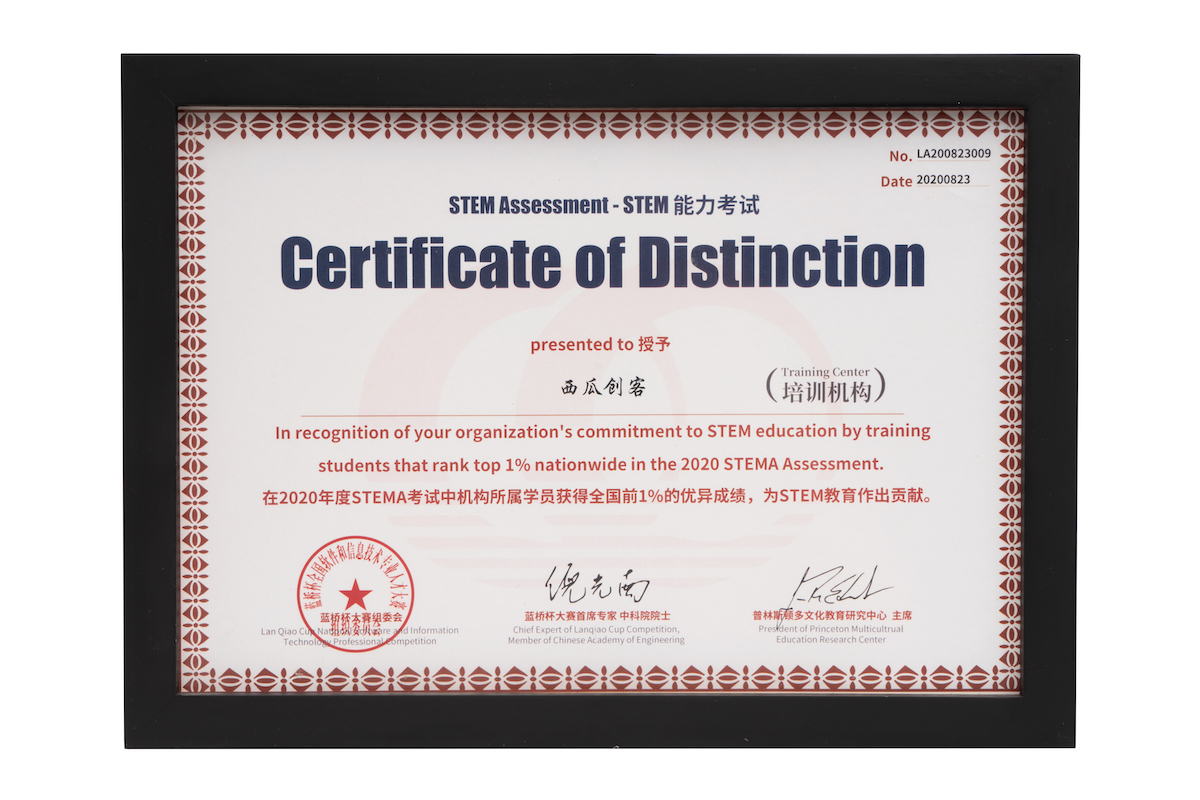 No. LA200823009
Date 20200823
STEM Assessment - STEM 能力考试
Certificate of Distinction
presented to 授予
西瓜创客
(Training Center
培训机构)
In recognition of your organization's commitment to STEM education by training
students that rank top 1% nationwide in the 2020 STEMA Assessment.
在2020年度STEMA考试中机构所属学员获得全国前1%的优异成绩，为STEM教育作出贡献。
蓝桥杯全国软件和信息技术专业人才大赛
组织委员会
蓝桥杯大赛组委会
Lan Qiao Cup National Software and Information
Technology Professional Competition
倪光南
蓝桥杯大赛首席专家 中科院院士
Chief Expert of Lanqiao Cup Competition,
Member of Chinese Academy of Engineering
普林斯顿多文化教育研究中心 主席
President of Princeton Multicultrual
Education Research Center